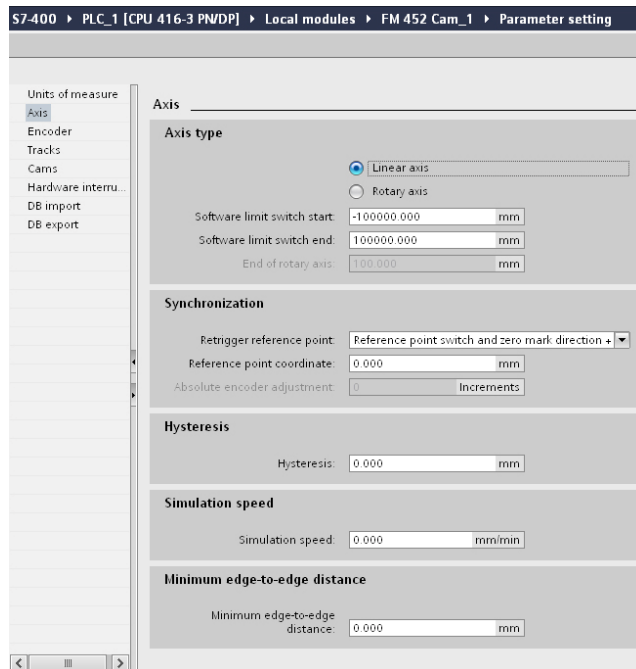 S7-400 ▸ PLC_1 [CPU 416-3 PN/DP] ▸ Local modules ▸ FM 452 Cam_1 ▸ Parameter setting
Units of measure
Axis
Encoder
Tracks
Cams
Hardware interru...
DB import
DB export
Axis
Axis type
Linear axis
Rotary axis
Software limit switch start: -100000.000 mm
Software limit switch end: 100000.000 mm
End of rotary axis: 100.000 mm
Synchronization
Retrigger reference point: Reference point switch and zero mark direction +
Reference point coordinate: 0.000 mm
Absolute encoder adjustment: 0 Increments
Hysteresis
Hysteresis: 0.000 mm
Simulation speed
Simulation speed: 0.000 mm/min
Minimum edge-to-edge distance
Minimum edge-to-edge
distance: 0.000 mm